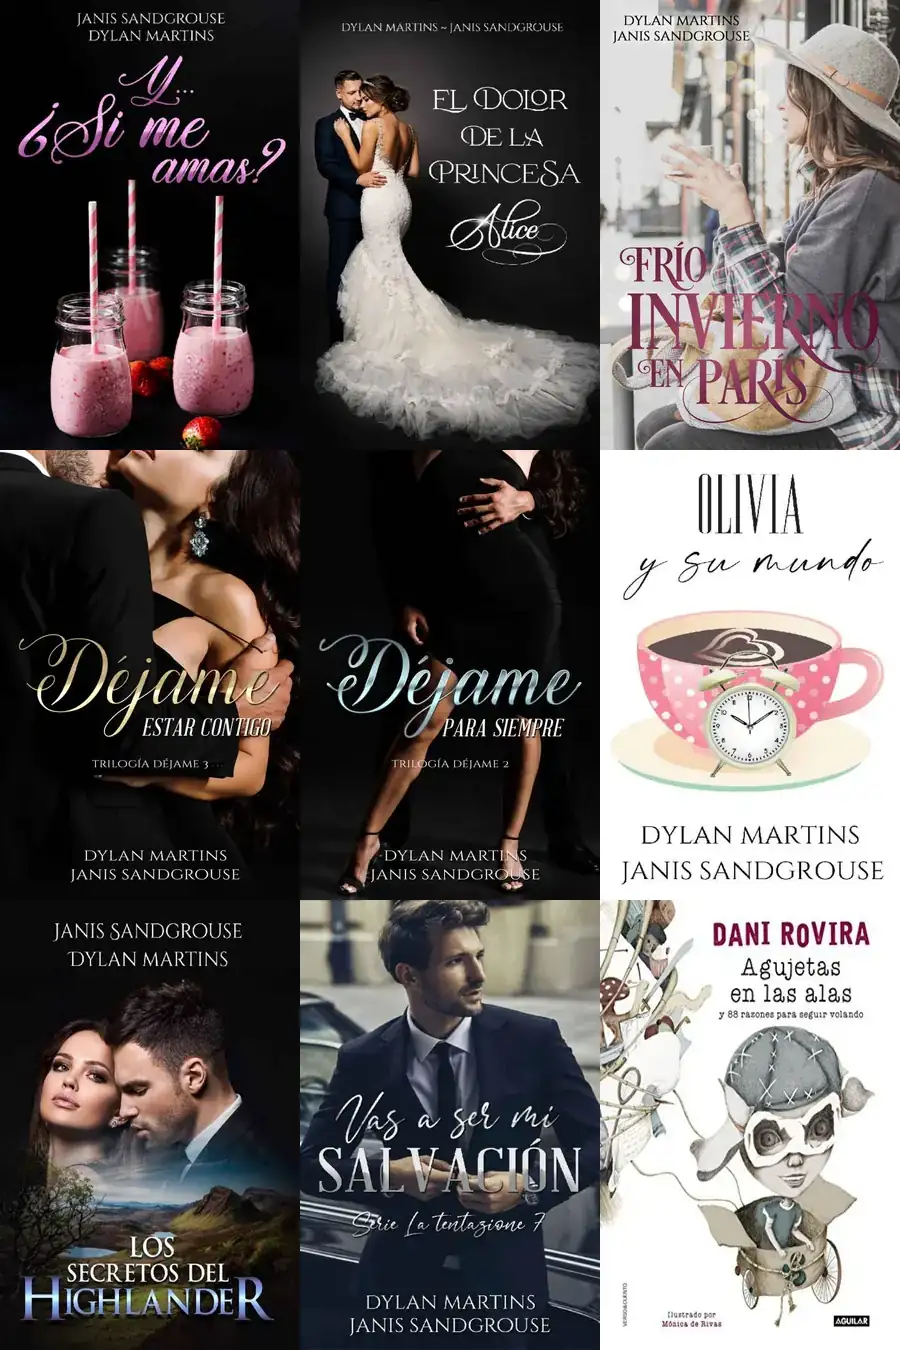 JANIS SANDGROUSE
DYLAN MARTINS
Y...
¿Si me
amas?
DYLAN MARTINS ~ JANIS SANDGROUSE
EL DOLOR
DE LA
PRINCESA
Alice
DYLAN MARTINS
JANIS SANDGROUSE
FRÍO
INVIERNO
EN PARÍS
Déjame
ESTAR CONTIGO
TRILOGÍA DÉJAME 3
DYLAN MARTINS
JANIS SANDGROUSE
Déjame
PARA SIEMPRE
TRILOGÍA DÉJAME 2
DYLAN MARTINS
JANIS SANDGROUSE
OLIVIA
y su mundo
DYLAN MARTINS
JANIS SANDGROUSE
JANIS SANDGROUSE
DYLAN MARTINS
LOS
SECRETOS DEL
HIGHLANDER
Vas a ser mi
SALVACIÓN
Serie La tentazione 7
DYLAN MARTINS
JANIS SANDGROUSE
DANI ROVIRA
Agujetas
en las alas
y 88 razones para seguir volando
VERSO&CUENTO
Ilustrado por
Mónica de Rivas
AGUILAR